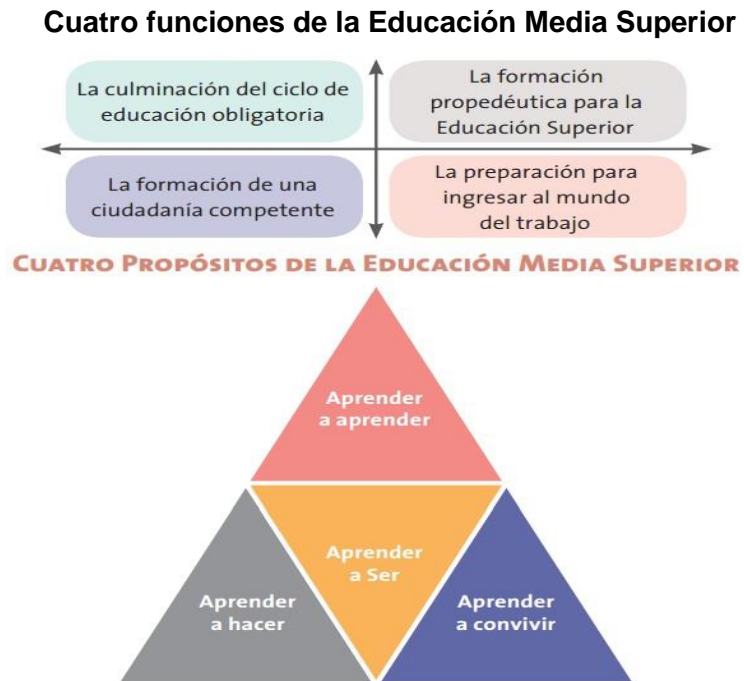 Cuatro funciones de la Educación Media Superior
La culminación del ciclo de
educación obligatoria
La formación
propedéutica para la
Educación Superior
La formación de una
ciudadanía competente
La preparación para
ingresar al mundo
del trabajo
CUATRO PROPÓSITOS DE LA EDUCACIÓN MEDIA SUPERIOR
Aprender
a aprender
Aprender
a Ser
Aprender
a hacer
Aprender
a convivir